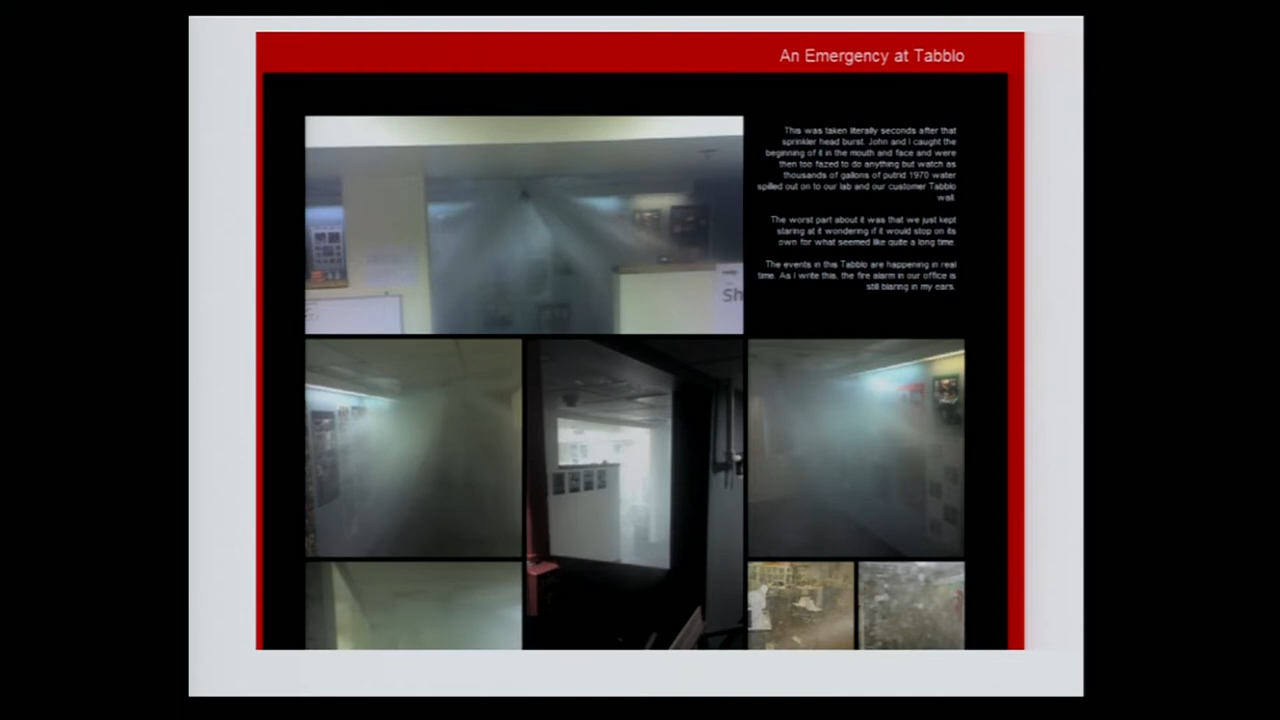 An Emergency at Tabblo
This was taken literally seconds after that
sprinkler head burst. John and I caught the
beginning of it in the mouth and face and were
then too fazed to do anything but watch as
thousands of gallons of putrid 1970 water
spilled out on to our lab and our customer Tabblo
wall.
The worst part about it was that we just kept
staring at it wondering if it would stop on its
own for what seemed like quite a long time.
The events in this Tabblo are happening in real
time. As I write this, the fire alarm in our office is
still blaring in my ears.
Sh